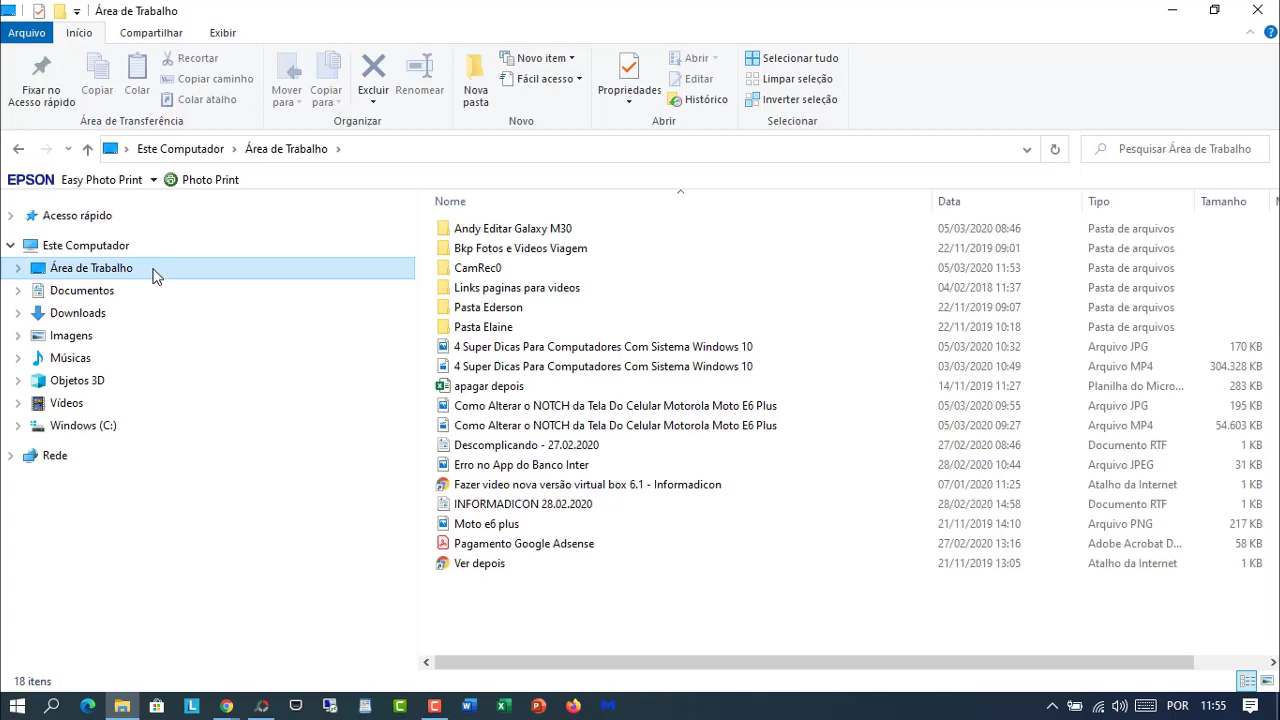 Área de Trabalho
Arquivo Início Compartilhar Exibir
Fixar no Acesso rápido
Copiar
Colar
Recortar
Copiar caminho
Colar atalho
Área de Transferência
Mover para
Copiar para
Excluir
Renomear
Organizar
Nova pasta
Novo item
Fácil acesso
Novo
Propriedades
Abrir
Editar
Histórico
Abrir
Selecionar tudo
Limpar seleção
Inverter seleção
Selecionar
Este Computador Área de Trabalho
Pesquisar Área de Trabalho
EPSON Easy Photo Print Photo Print
Acesso rápido
Este Computador
Área de Trabalho
Documentos
Downloads
Imagens
Músicas
Objetos 3D
Vídeos
Windows (C:)
Rede
Nome Data Tipo Tamanho
Andy Editar Galaxy M30 05/03/2020 08:46 Pasta de arquivos
Bkp Fotos e Videos Viagem 22/11/2019 09:01 Pasta de arquivos
CamRec0 05/03/2020 11:53 Pasta de arquivos
Links paginas para videos 04/02/2018 11:37 Pasta de arquivos
Pasta Ederson 22/11/2019 09:07 Pasta de arquivos
Pasta Elaine 22/11/2019 10:18 Pasta de arquivos
4 Super Dicas Para Computadores Com Sistema Windows 10 05/03/2020 10:32 Arquivo JPG 170 KB
4 Super Dicas Para Computadores Com Sistema Windows 10 03/03/2020 10:49 Arquivo MP4 304.328 KB
apagar depois 14/11/2019 11:27 Planilha do Micro... 283 KB
Como Alterar o NOTCH da Tela Do Celular Motorola Moto E6 Plus 05/03/2020 09:55 Arquivo JPG 195 KB
Como Alterar o NOTCH da Tela Do Celular Motorola Moto E6 Plus 05/03/2020 09:27 Arquivo MP4 54.603 KB
Descomplicando - 27.02.2020 27/02/2020 08:46 Documento RTF 1 KB
Erro no App do Banco Inter 28/02/2020 10:44 Arquivo JPEG 31 KB
Fazer video nova versão virtual box 6.1 - Informadicon 07/01/2020 11:25 Atalho da Internet 1 KB
INFORMADICON 28.02.2020 28/02/2020 14:58 Documento RTF 1 KB
Moto e6 plus 21/11/2019 14:10 Arquivo PNG 217 KB
Pagamento Google Adsense 27/02/2020 13:16 Adobe Acrobat D... 58 KB
Ver depois 21/11/2019 13:05 Atalho da Internet 1 KB
18 itens
POR 11:55